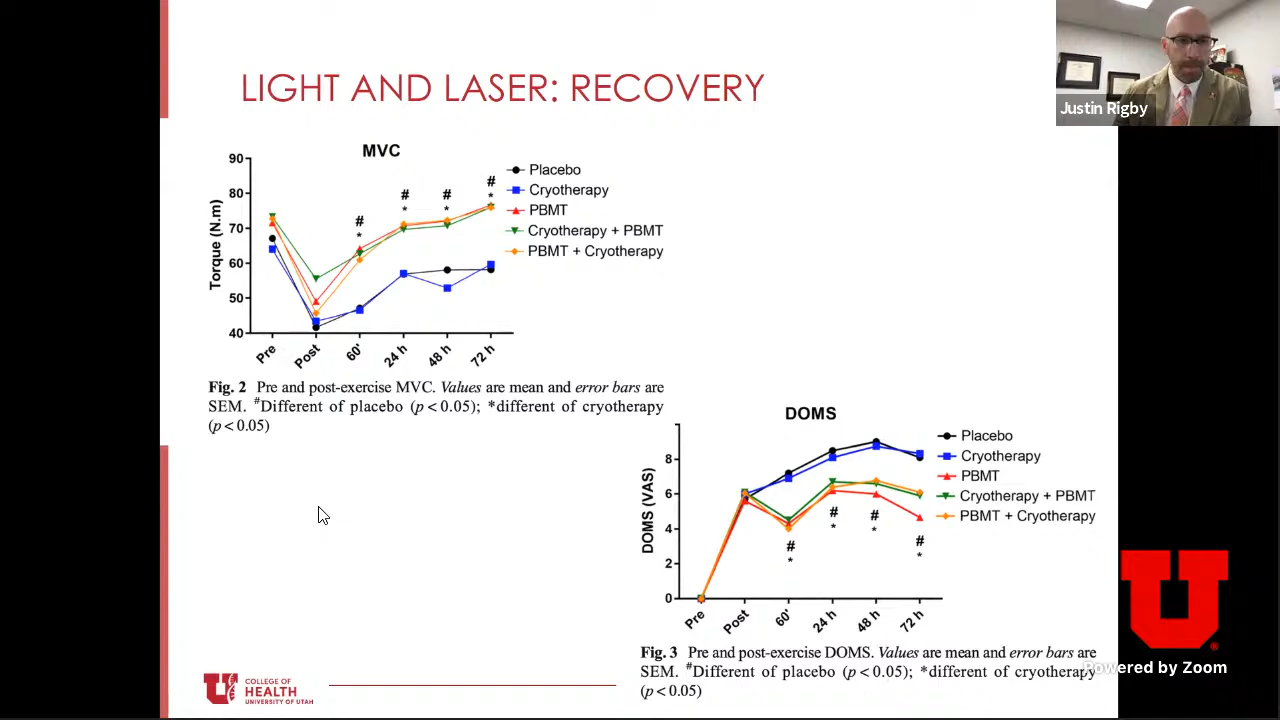 LIGHT AND LASER: RECOVERY
Justin Rigby
MVC
90
80
70
60
50
40
Torque (N.m)
Pre
Post
60'
24 h
48 h
72 h
#
*
#
*
#
*
#
*
Placebo
Cryotherapy
PBMT
Cryotherapy + PBMT
PBMT + Cryotherapy
Fig. 2 Pre and post-exercise MVC. Values are mean and error bars are
SEM. #Different of placebo (p < 0.05); *different of cryotherapy
(p < 0.05)
DOMS
8
6
4
2
0
DOMS (VAS)
Pre
Post
60'
24 h
48 h
72 h
#
*
#
*
#
*
#
*
Placebo
Cryotherapy
PBMT
Cryotherapy + PBMT
PBMT + Cryotherapy
Fig. 3 Pre and post-exercise DOMS. Values are mean and error bars are
SEM. #Different of placebo (p < 0.05); *different of cryotherapy
(p < 0.05)
U
COLLEGE OF
HEALTH
UNIVERSITY OF UTAH
U
®
Powered by Zoom